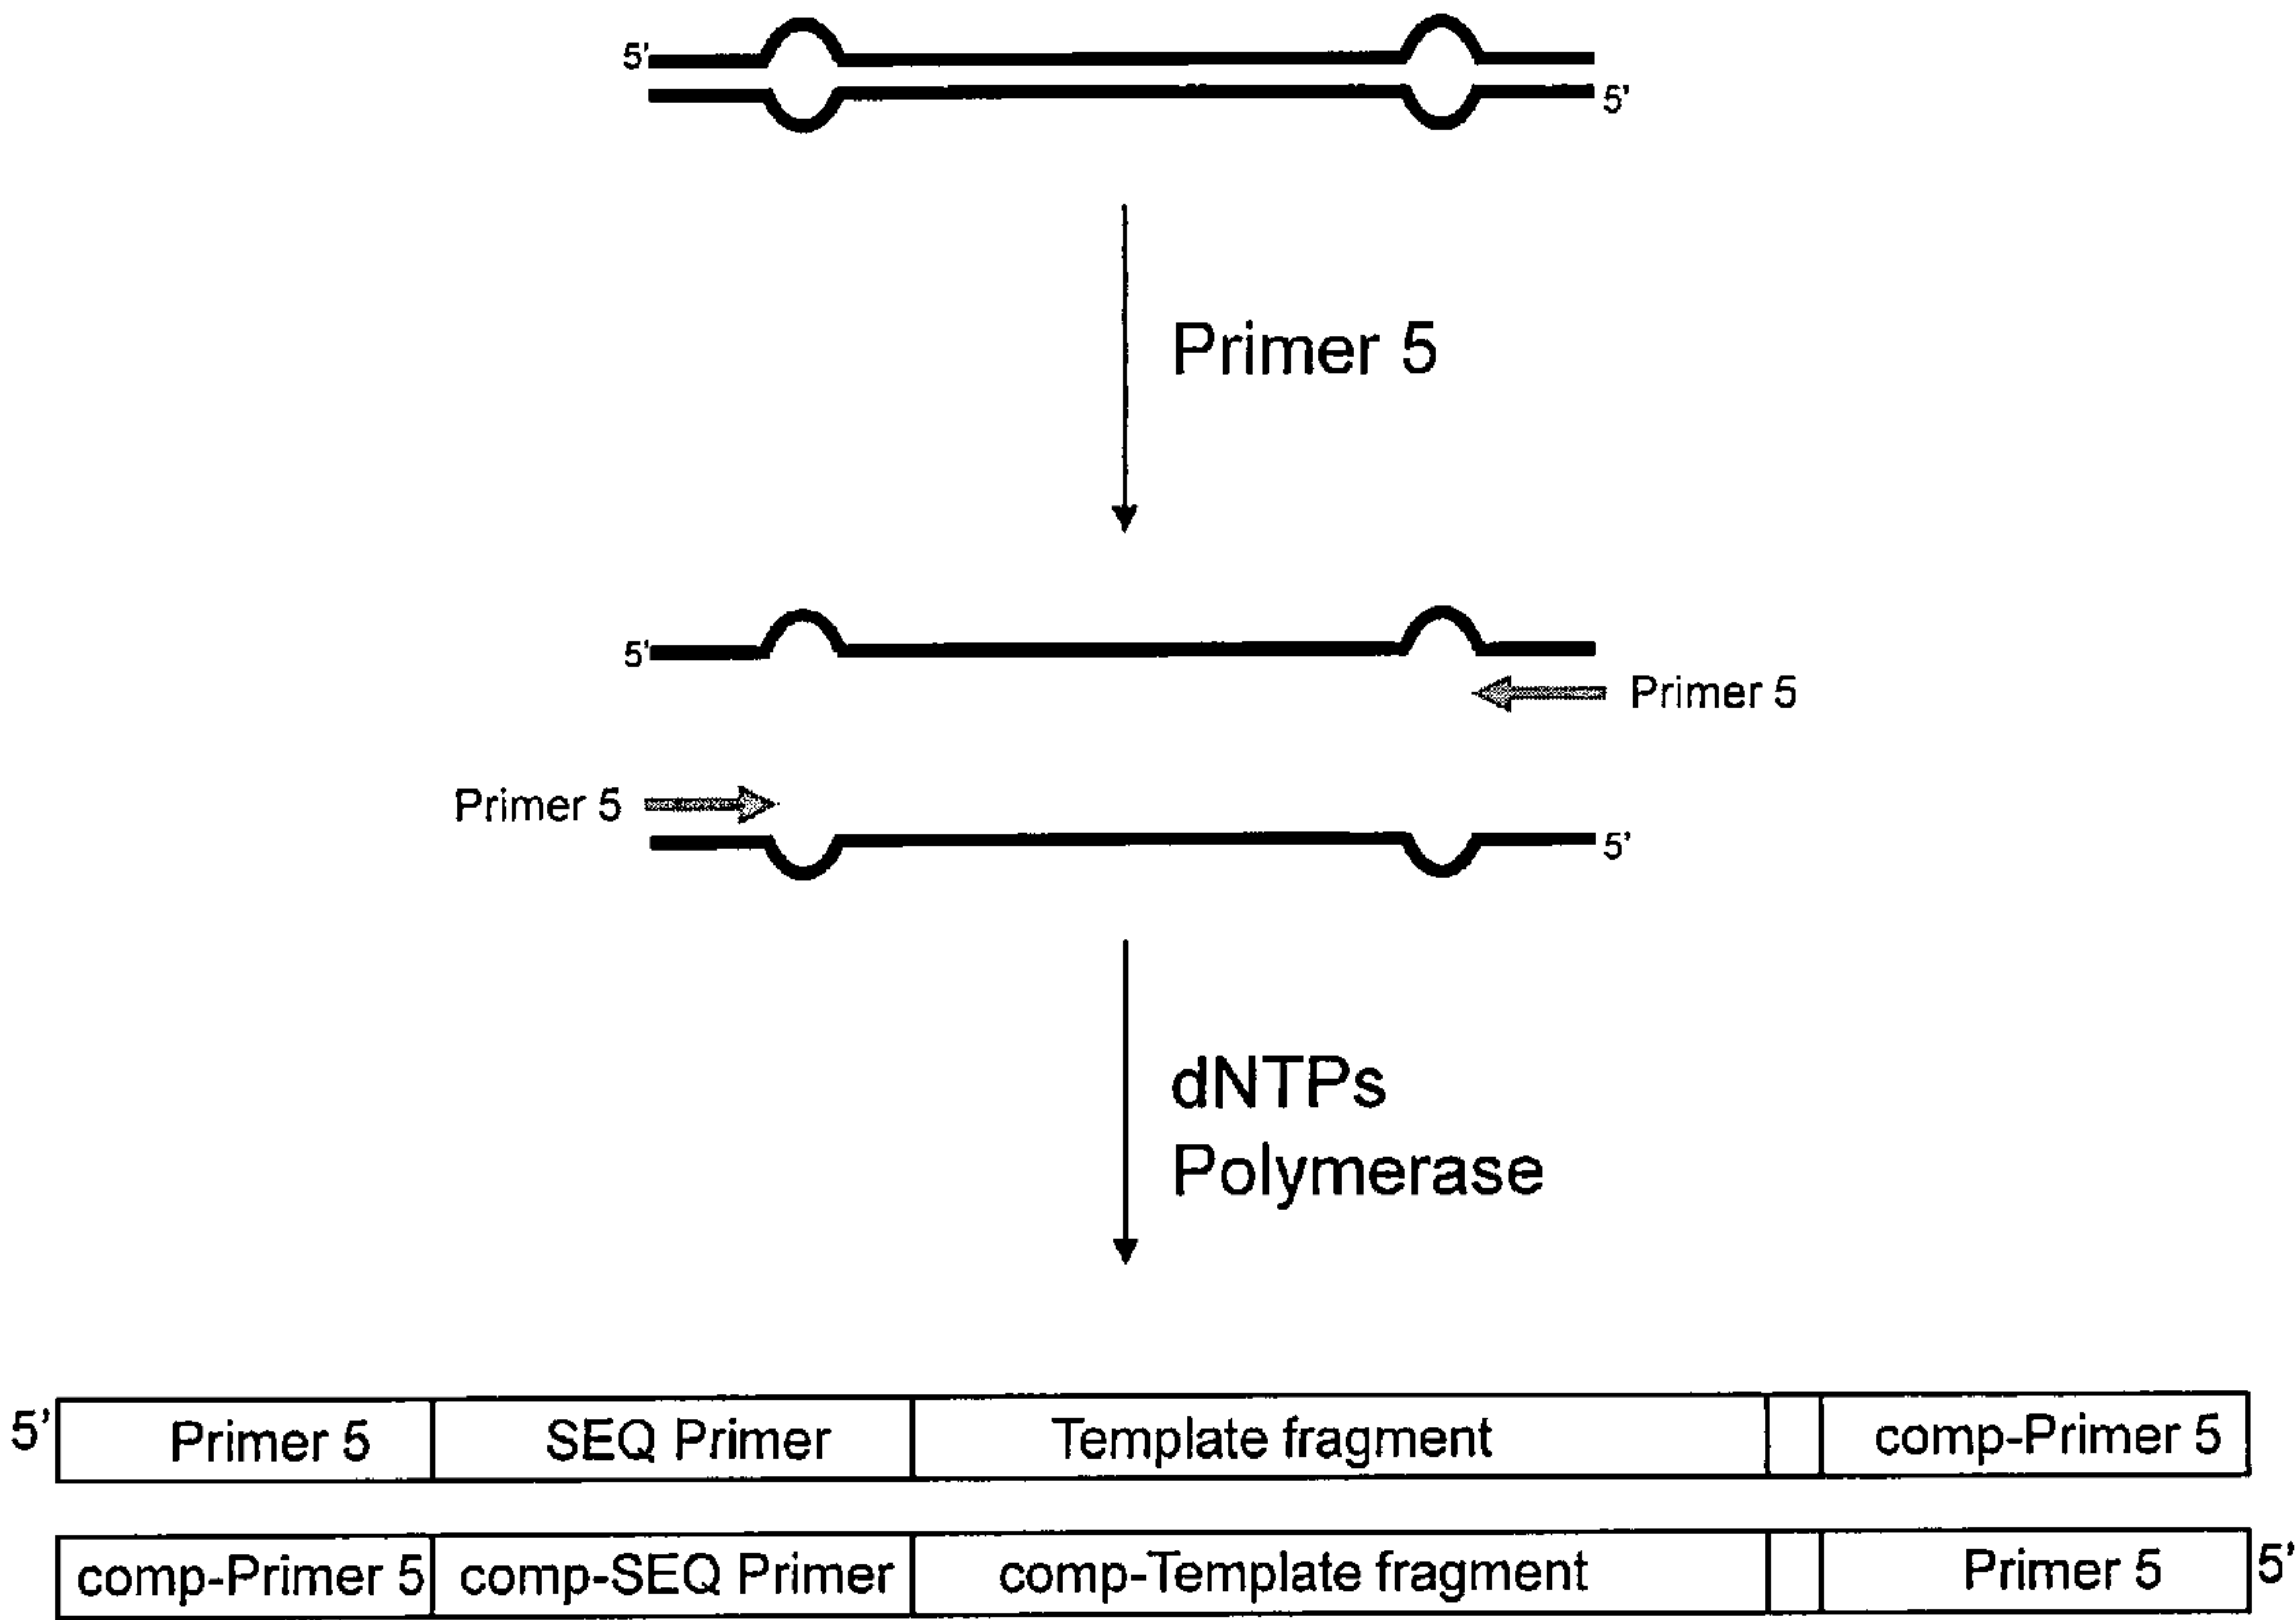 5'
5'
Primer 5
5'
Primer 5
Primer 5
5'
dNTPs
Polymerase
5' Primer 5 SEQ Primer Template fragment comp-Primer 5
comp-Primer 5 comp-SEQ Primer comp-Template fragment Primer 5 5'